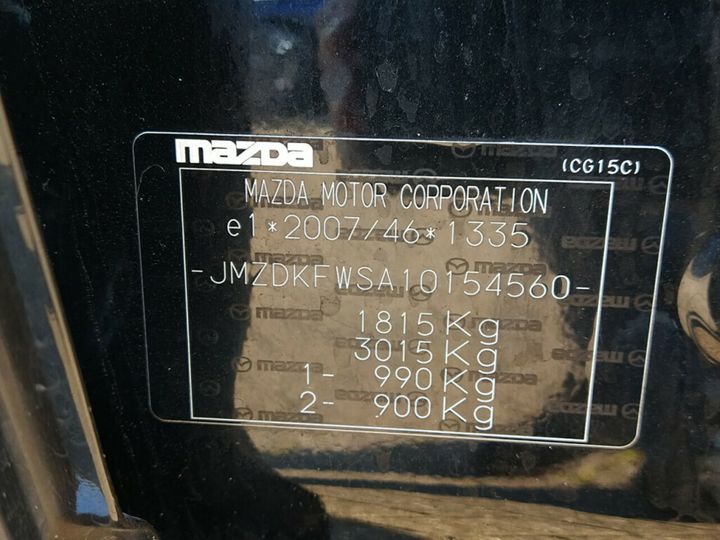 mazda
(CG15C)
MAZDA MOTOR CORPORATION
e1*2007/46*1335
-JMZDKFWSA10154560-
1815Kg
3015Kg
1- 990Kg
2- 900Kg